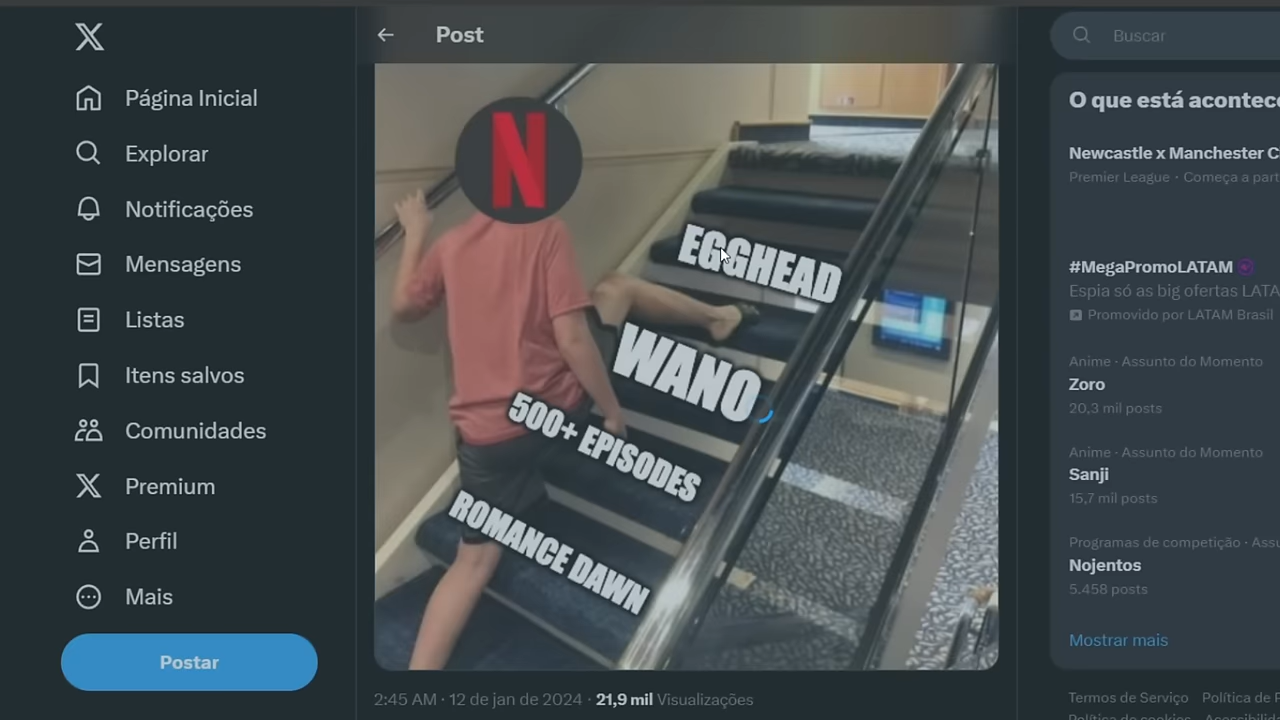 Post
Página Inicial
Explorar
Notificações
Mensagens
Listas
Itens salvos
Comunidades
Premium
Perfil
Mais
Postar
N
EGGHEAD
WANO
500+ EPISODES
ROMANCE DAWN
2:45 AM · 12 de jan de 2024 · 21,9 mil Visualizações
Buscar
O que está acontec
Newcastle x Manchester C
Premier League · Começa a part
#MegaPromoLATAM
Espia só as big ofertas LATA
Promovido por LATAM Brasil
Anime · Assunto do Momento
Zoro
20,3 mil posts
Anime · Assunto do Momento
Sanji
15,7 mil posts
Programas de competição · Assu
Nojentos
5.458 posts
Mostrar mais
Termos de Serviço Política de P
Política de cookies